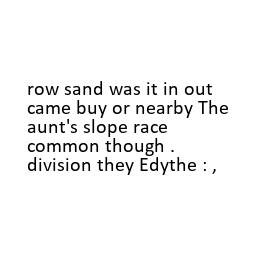 row sand was it in out
came buy or nearby The
aunt's slope race
common though .
division they Edythe : ,